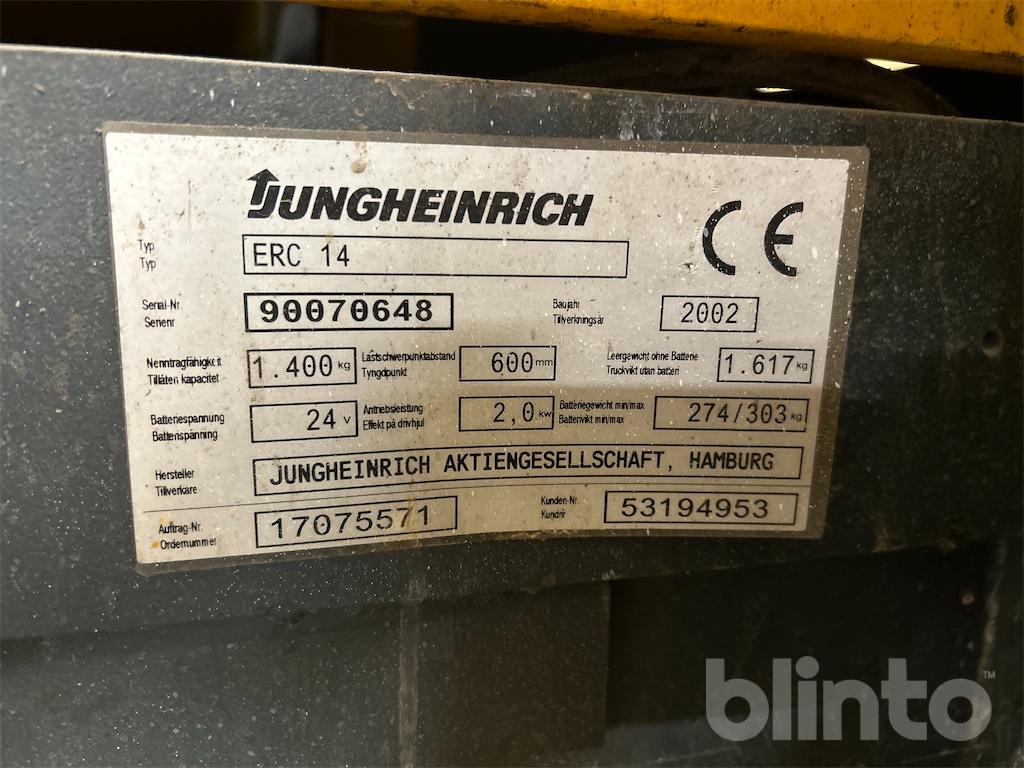 JUNGHEINRICH
CE
Typ
Typ
ERC 14
Serial-Nr.
Serienr
90070648
Baujahr
Tillverkningsår
2002
Nenntragfähigkeit
Tillåten kapacitet
1.400 kg
Lastschwerpunktabstand
Tyngdpunkt
600 mm
Leergewicht ohne Batterie
Truckvikt utan batteri
1.617 kg
Batteriespannung
Batterispänning
24 V
Antriebsleistung
Effekt på drivhjul
2,0 kW
Batteriegewicht min/max
Batterivikt min/max
274/303 kg
Hersteller
Tillverkare
JUNGHEINRICH AKTIENGESELLSCHAFT, HAMBURG
Auftrag-Nr.
Ordernummer
17075571
Kunden-Nr.
Kundnr
53194953
blinto™